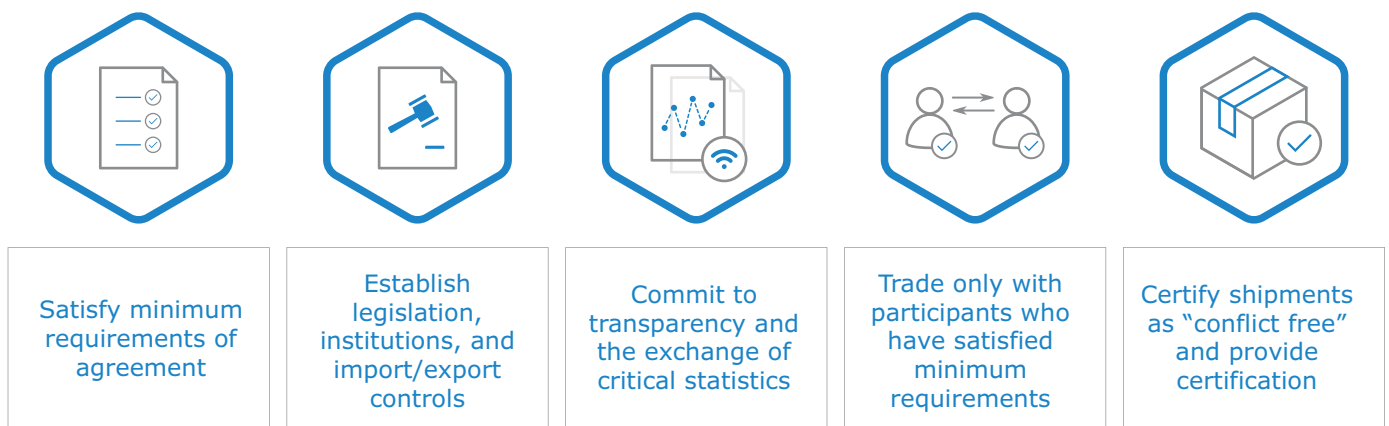 Satisfy minimum
requirements of
agreement
Establish
legislation,
institutions, and
import/export
controls
Commit to
transparency and
the exchange of
critical statistics
Trade only with
participants who
have satisfied
minimum
requirements
Certify shipments
as “conflict free”
and provide
certification